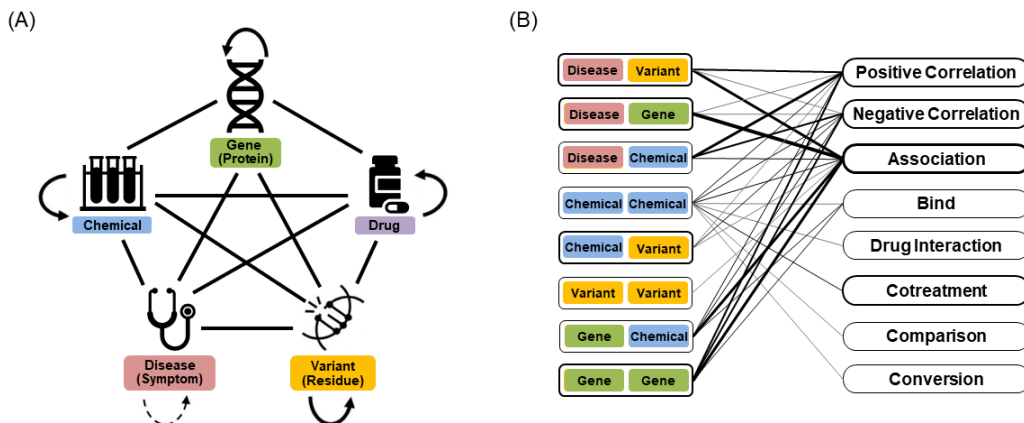 (A)
Gene
(Protein)
Chemical
Drug
Disease
(Symptom)
Variant
(Residue)
(B)
Disease Variant
Disease Gene
Disease Chemical
Chemical Chemical
Chemical Variant
Variant Variant
Gene Chemical
Gene Gene
Positive Correlation
Negative Correlation
Association
Bind
Drug Interaction
Cotreatment
Comparison
Conversion